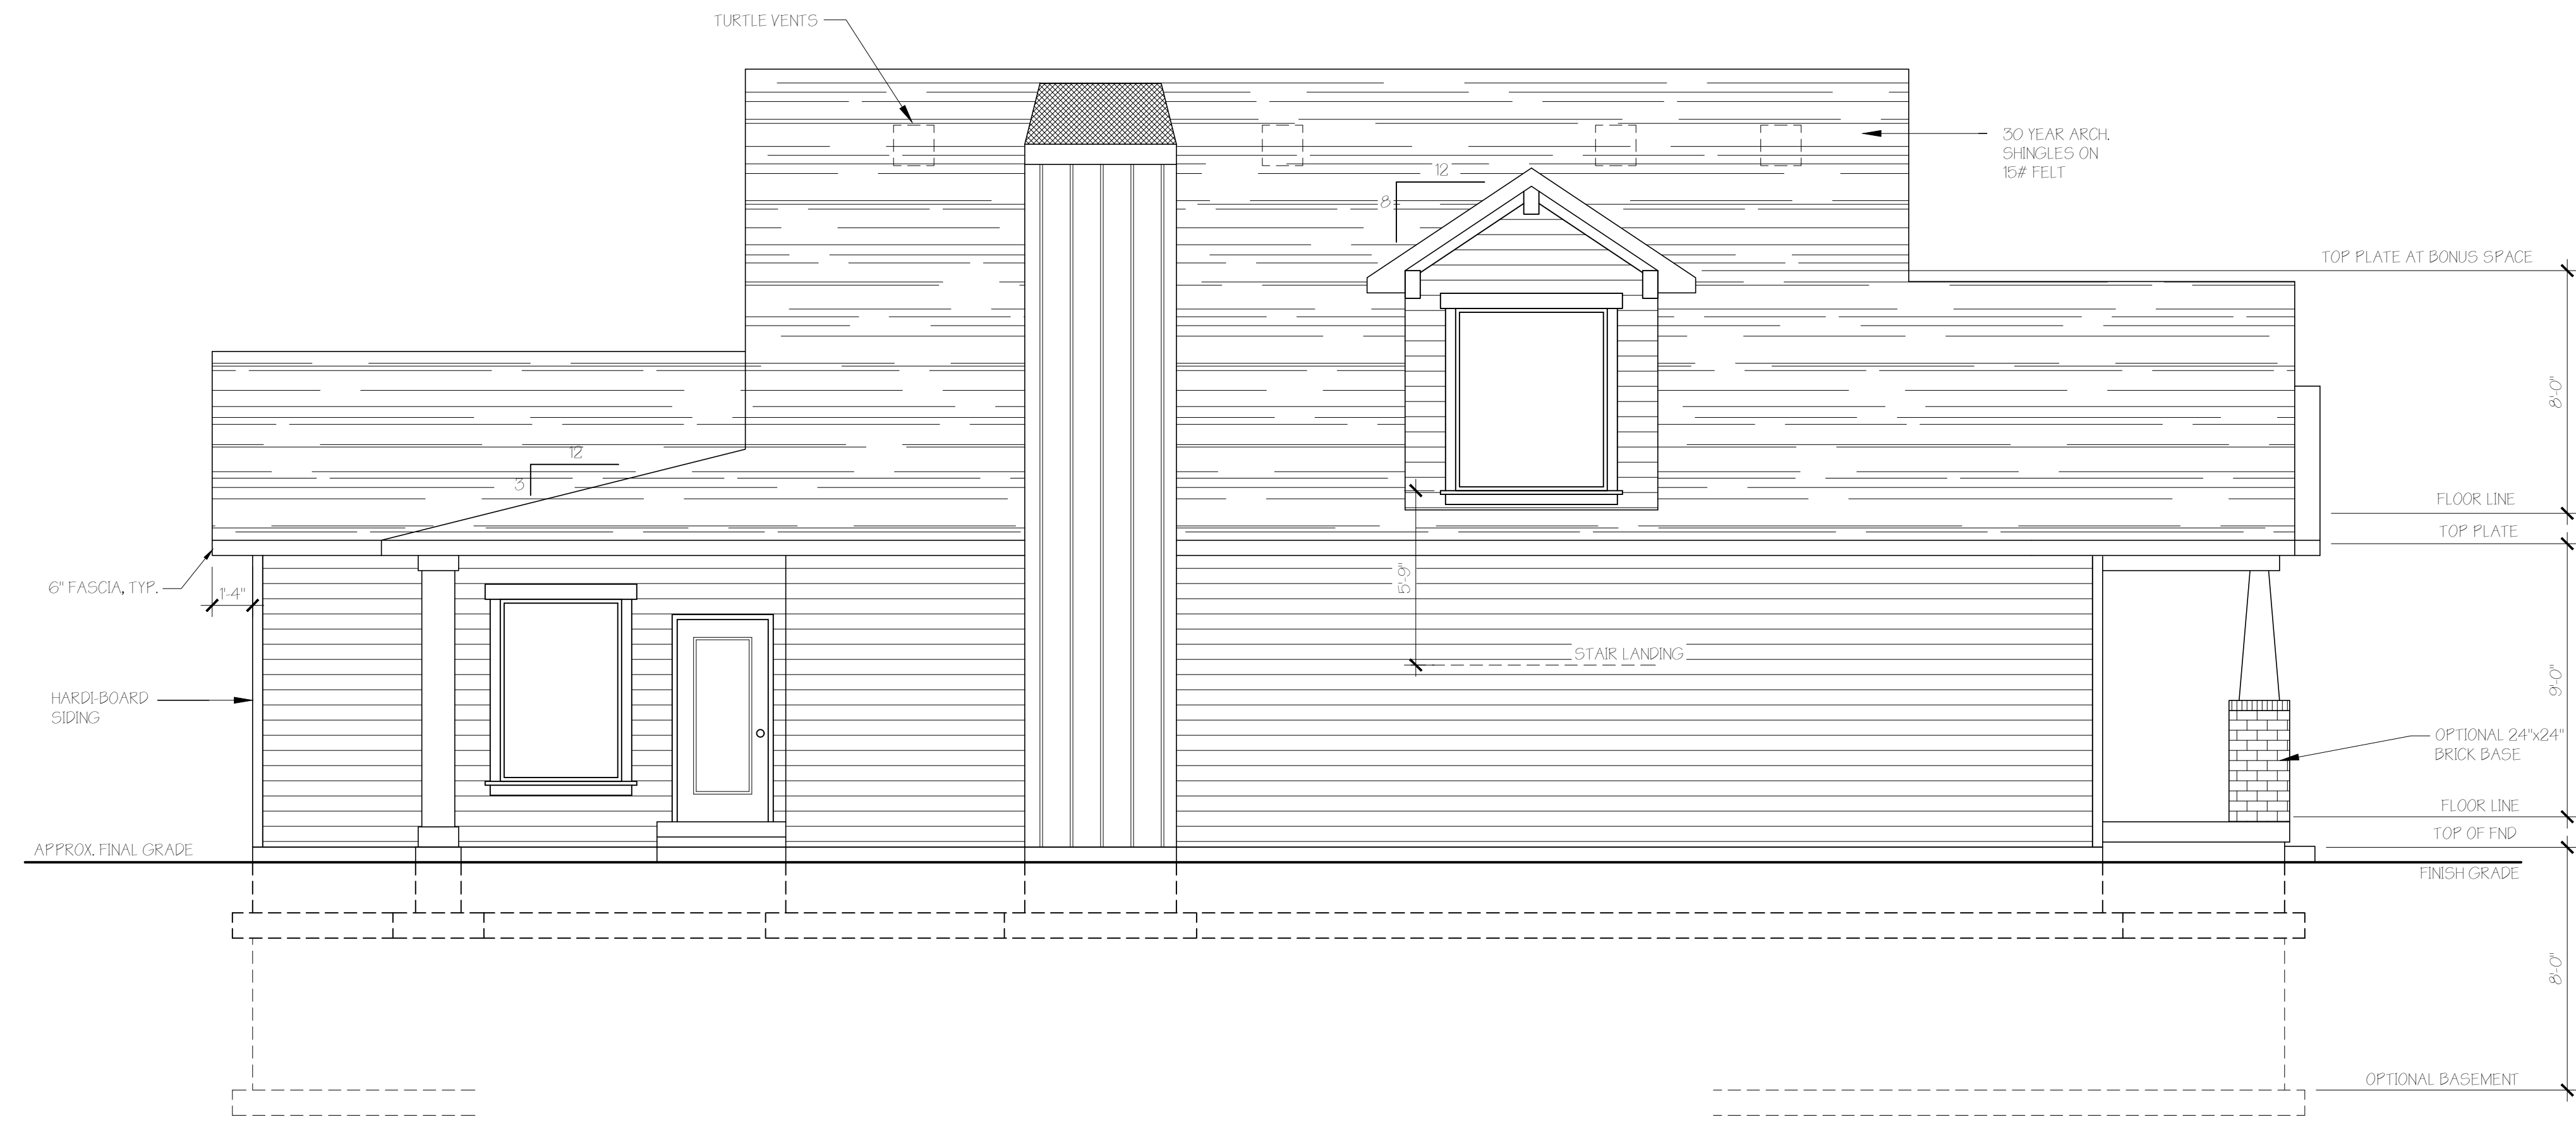 TURTLE VENTS
30 YEAR ARCH.
SHINGLES ON
15# FELT
12
8
TOP PLATE AT BONUS SPACE
8'-0"
12
3
FLOOR LINE
TOP PLATE
6" FASCIA, TYP.
1'-4"
5'-9"
STAIR LANDING
9'-0"
HARDI-BOARD
SIDING
OPTIONAL 24"x24"
BRICK BASE
FLOOR LINE
TOP OF FND
APPROX. FINAL GRADE
FINISH GRADE
8'-0"
OPTIONAL BASEMENT